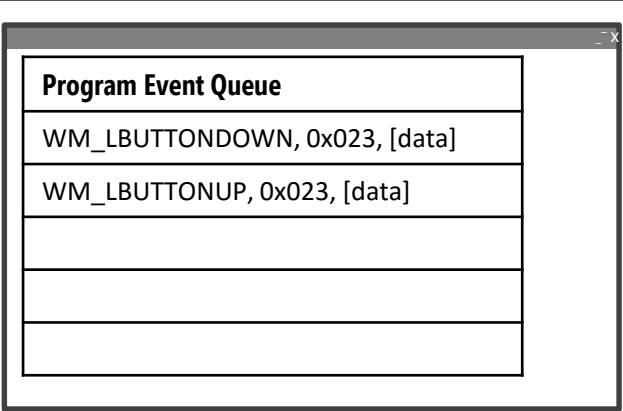 _ ‾ x
Program Event Queue
WM_LBUTTONDOWN, 0x023, [data]
WM_LBUTTONUP, 0x023, [data]